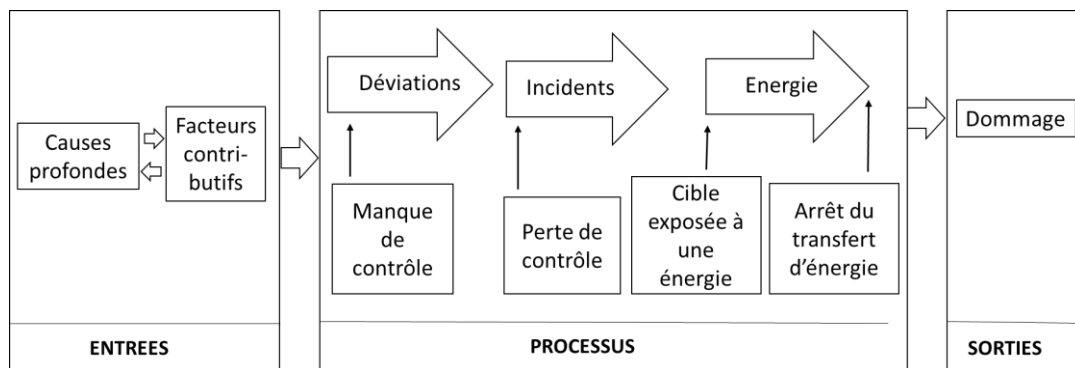 Déviations
Incidents
Energie
Causes
profondes
Facteurs
contri-
butifs
Dommage
Manque
de
contrôle
Perte de
contrôle
Cible
exposée à
une
énergie
Arrêt du
transfert
d’énergie
ENTREES
PROCESSUS
SORTIES